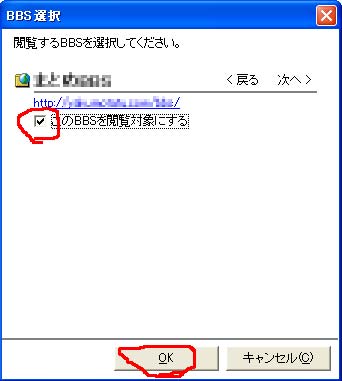 BBS 選択
閲覧するBBSを選択してください。
< 戻る 次へ >
http://
このBBSを閲覧対象にする
OK キャンセル(C)